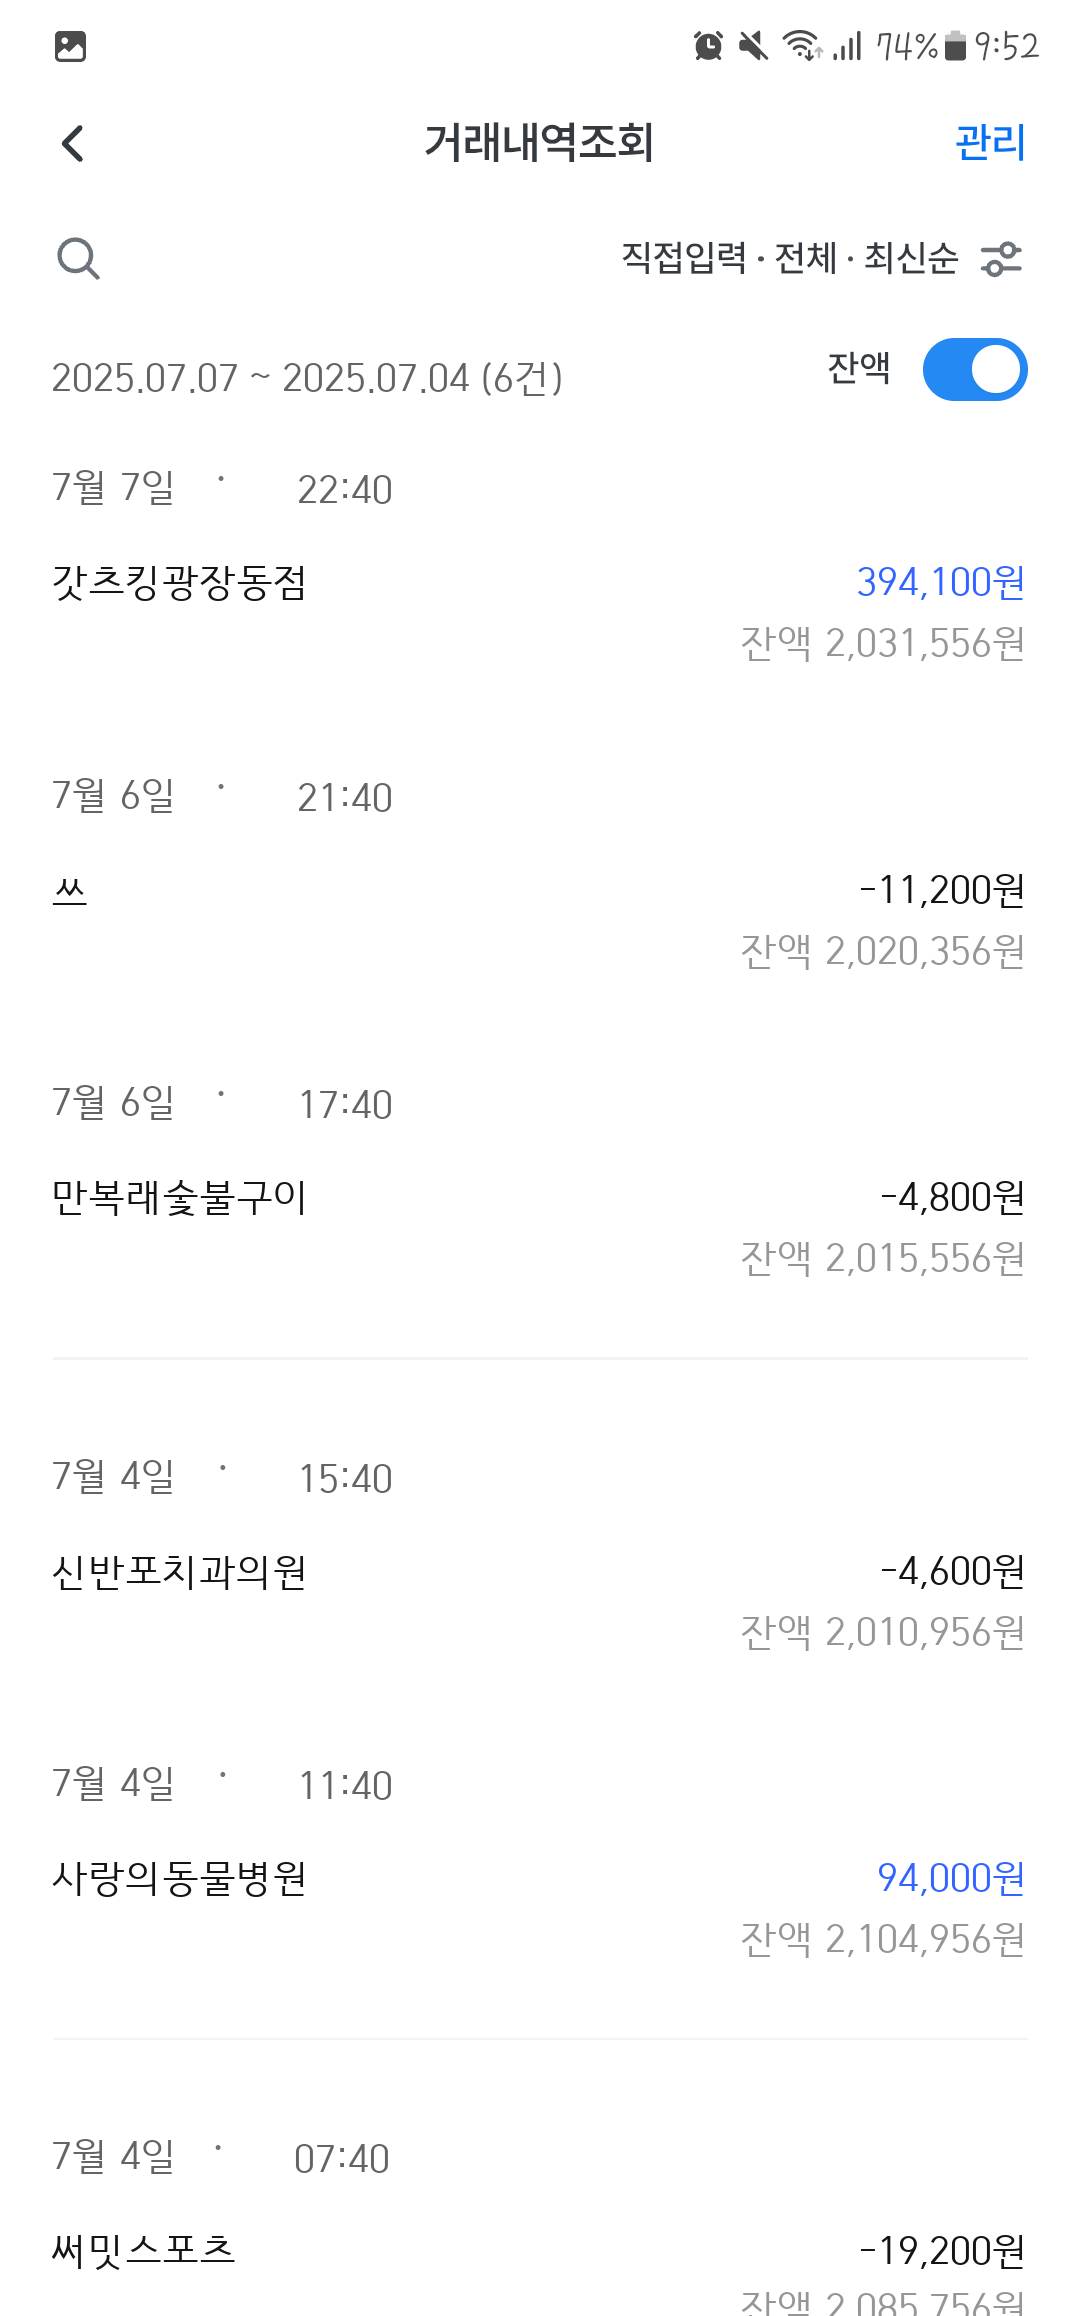 74% 9:52
거래내역조회 관리
직접입력 · 전체 · 최신순
2025.07.07 ~ 2025.07.04 (6건) 잔액
7월 7일 · 22:40
갓츠킹광장동점 394,100원
잔액 2,031,556원
7월 6일 · 21:40
쓰 -11,200원
잔액 2,020,356원
7월 6일 · 17:40
만복래숯불구이 -4,800원
잔액 2,015,556원
7월 4일 · 15:40
신반포치과의원 -4,600원
잔액 2,010,956원
7월 4일 · 11:40
사랑의동물병원 94,000원
잔액 2,104,956원
7월 4일 · 07:40
써밋스포츠 -19,200원
잔액 2,085,756원